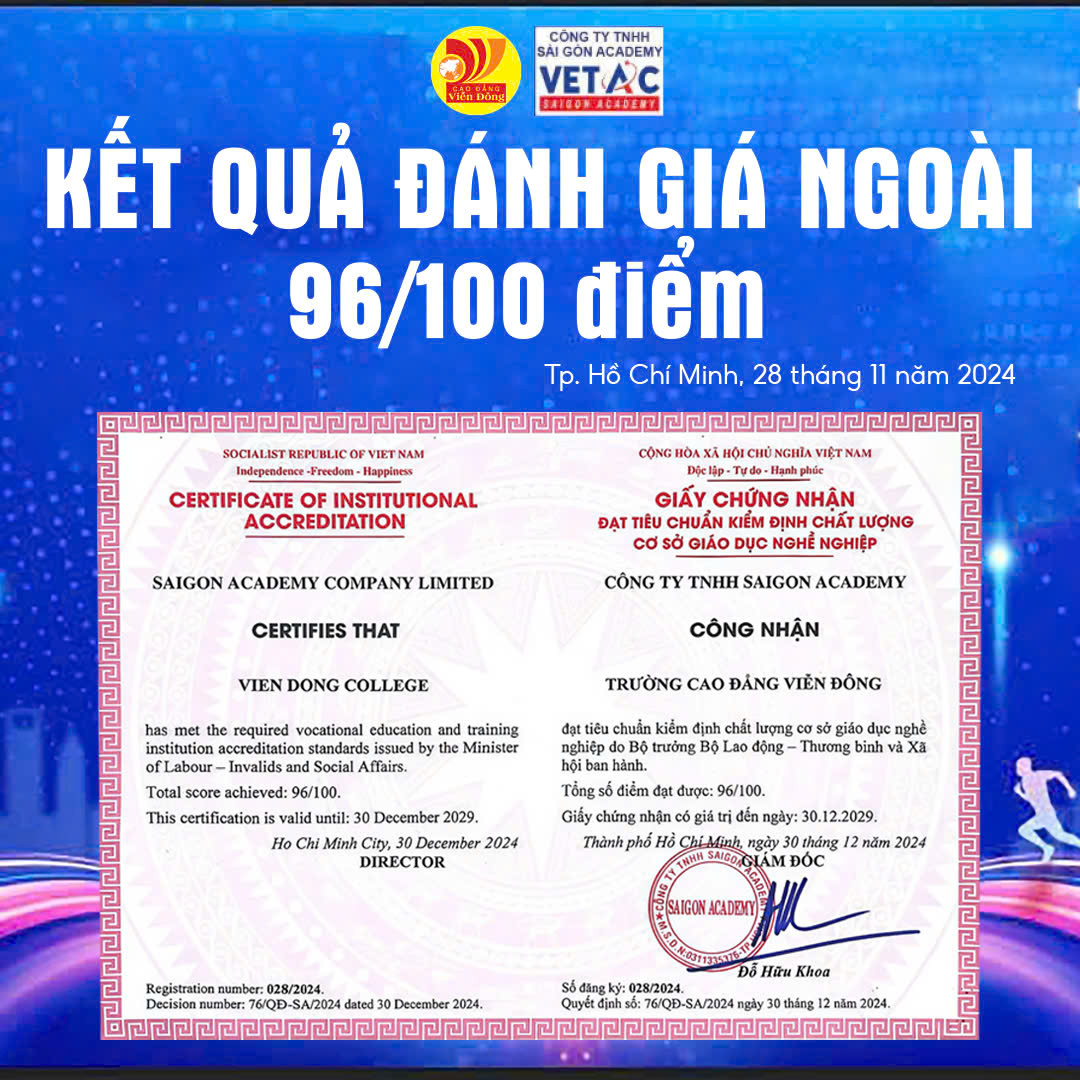 CAO ĐẲNG
Viễn Đông
CÔNG TY TNHH
SÀI GÒN ACADEMY
VETAC
SAIGON ACADEMY
KẾT QUẢ ĐÁNH GIÁ NGOÀI
96/100 điểm
Tp. Hồ Chí Minh, 28 tháng 11 năm 2024
SOCIALIST REPUBLIC OF VIET NAM
Independence -Freedom - Happiness
CERTIFICATE OF INSTITUTIONAL
ACCREDITATION
SAIGON ACADEMY COMPANY LIMITED
CERTIFIES THAT
VIEN DONG COLLEGE
has met the required vocational education and training
institution accreditation standards issued by the Minister
of Labour – Invalids and Social Affairs.
Total score achieved: 96/100.
This certification is valid until: 30 December 2029.
Ho Chi Minh City, 30 December 2024
DIRECTOR
Registration number: 028/2024.
Decision number: 76/QĐ-SA/2024 dated 30 December 2024.
CỘNG HÒA XÃ HỘI CHỦ NGHĨA VIỆT NAM
Độc lập - Tự do - Hạnh phúc
GIẤY CHỨNG NHẬN
ĐẠT TIÊU CHUẨN KIỂM ĐỊNH CHẤT LƯỢNG
CƠ SỞ GIÁO DỤC NGHỀ NGHIỆP
CÔNG TY TNHH SAIGON ACADEMY
CÔNG NHẬN
TRƯỜNG CAO ĐẲNG VIỄN ĐÔNG
đạt tiêu chuẩn kiểm định chất lượng cơ sở giáo dục nghề
nghiệp do Bộ trưởng Bộ Lao động – Thương binh và Xã
hội ban hành.
Tổng số điểm đạt được: 96/100.
Giấy chứng nhận có giá trị đến ngày: 30.12.2029.
Thành phố Hồ Chí Minh, ngày 30 tháng 12 năm 2024
GIÁM ĐỐC
CÔNG TY TNHH SAIGON ACADEMY
SAIGON ACADEMY
M.S.D.N:0311335376-TP.
Đỗ Hữu Khoa
Số đăng ký: 028/2024.
Quyết định số: 76/QĐ-SA/2024 ngày 30 tháng 12 năm 2024.